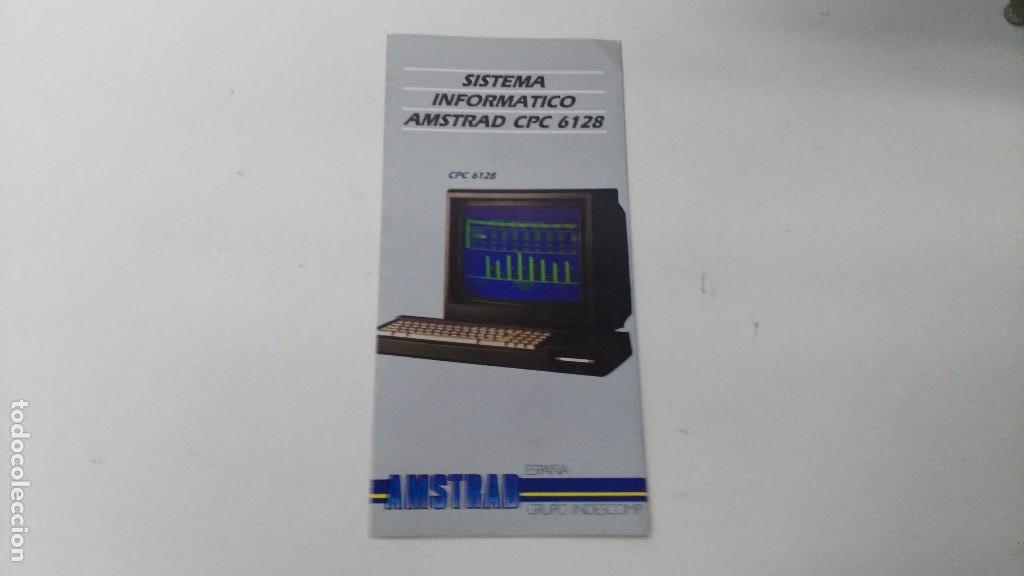 SISTEMA
INFORMATICO
AMSTRAD CPC 6128
CPC 6128
ESPAÑA
AMSTRAD
GRUPO INDESCOMP
todocoleccion